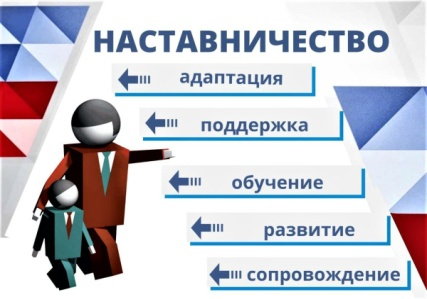 НАСТАВНИЧЕСТВО
адаптация
поддержка
обучение
развитие
сопровождение